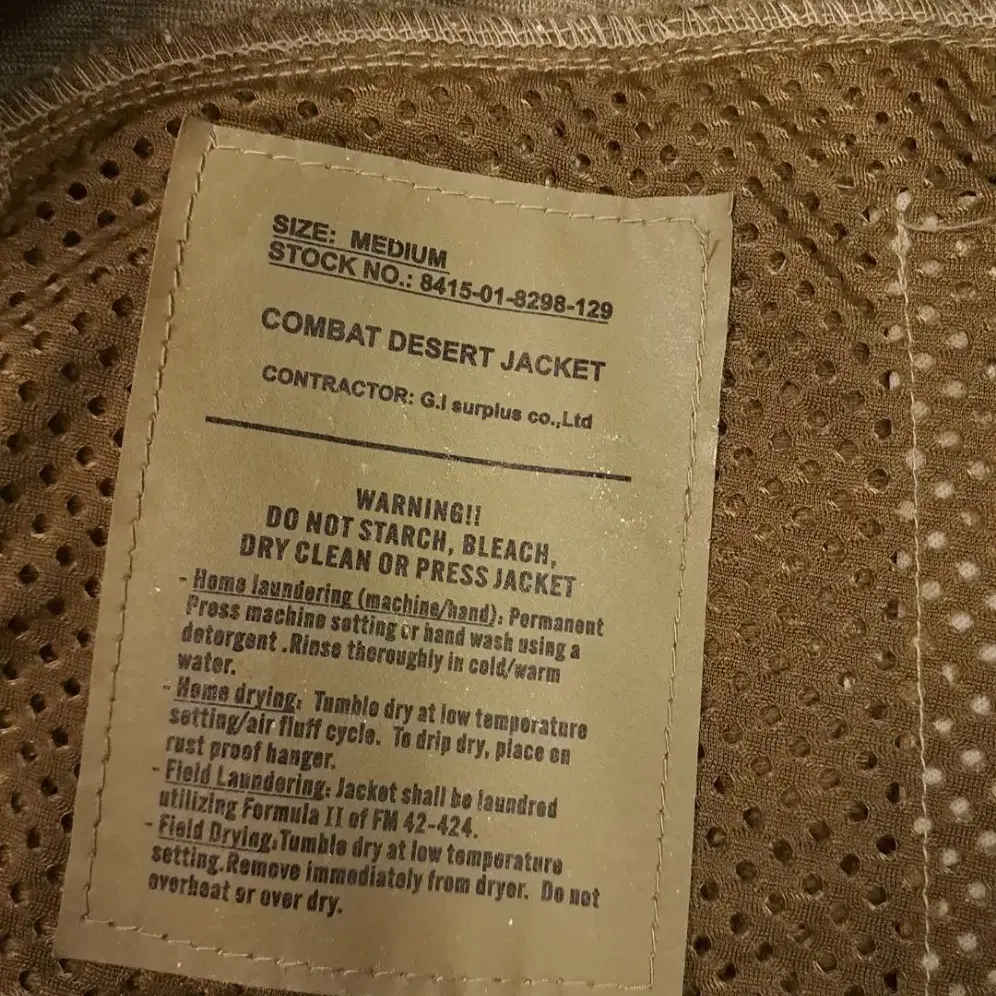 SIZE: MEDIUM
STOCK NO.: 8415-01-8298-129
COMBAT DESERT JACKET
CONTRACTOR: G.I surplus co.,Ltd
WARNING!!
DO NOT STARCH, BLEACH,
DRY CLEAN OR PRESS JACKET
- Home laundering (machine/hand): Permanent
Press machine setting or hand wash using a
detergent .Rinse thoroughly in cold/warm
water.
- Home drying: Tumble dry at low temperature
setting/air fluff cycle. To drip dry, place on
rust proof hanger.
- Field Laundering: Jacket shall be laundred
utilizing Formula II of FM 42-424.
- Field Drying:Tumble dry at low temperature
setting.Remove immediately from dryer. Do not
overheat or over dry.